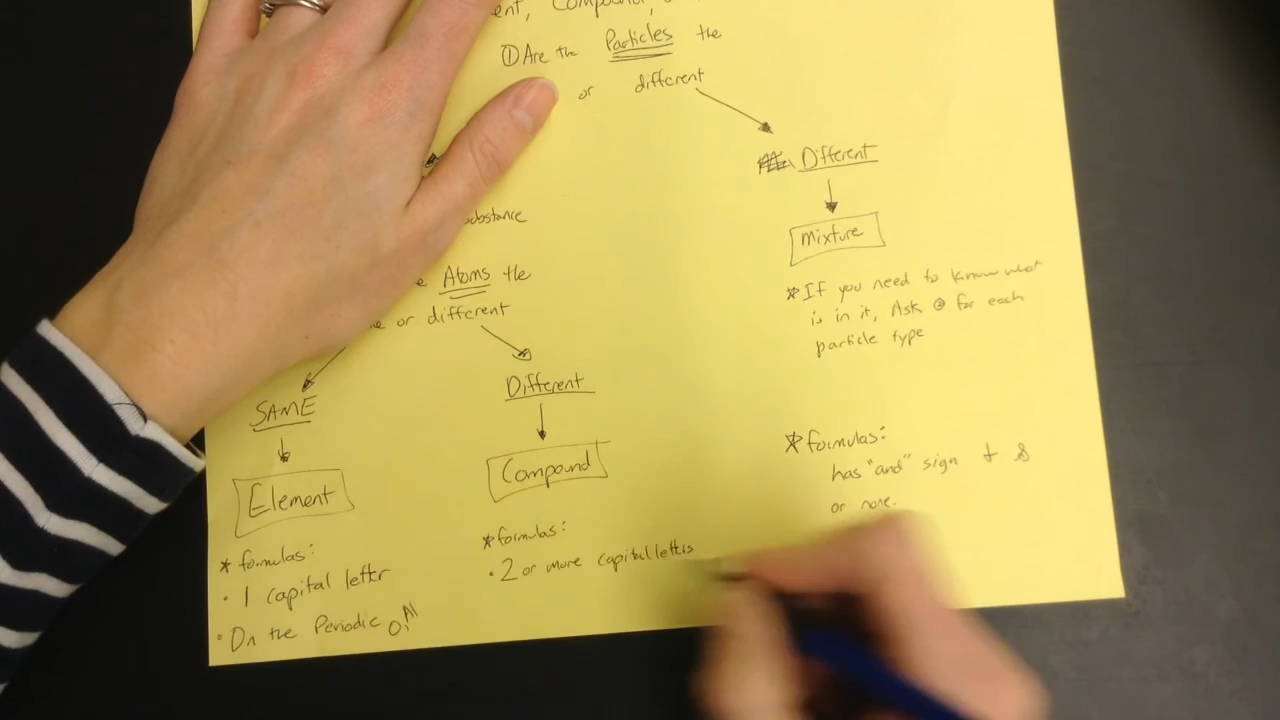 ent, Compound,
① Are the Particles the
or different
Different
Mixture
substance
Atoms the
or different
*If you need to know what
is in it, Ask ② for each
particle type
SAME
Different
Element
Compound
*formulas:
has "and" sign + &
or none.
*formulas:
• 1 capital letter
• On the Periodic O, Al
*formulas:
• 2 or more capital letters